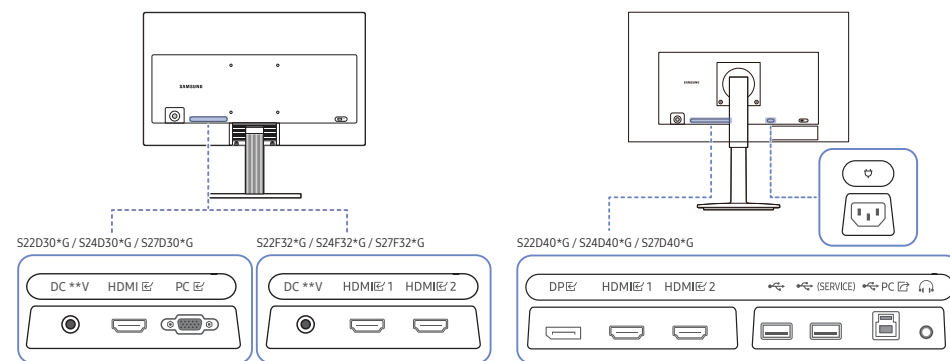 SAMSUNG
SAMSUNG
S22D30*G / S24D30*G / S27D30*G
S22F32*G / S24F32*G / S27F32*G
S22D40*G / S24D40*G / S27D40*G
DC **V HDMI PC
DC **V HDMI 1 HDMI 2
DP HDMI 1 HDMI 2
(SERVICE) PC